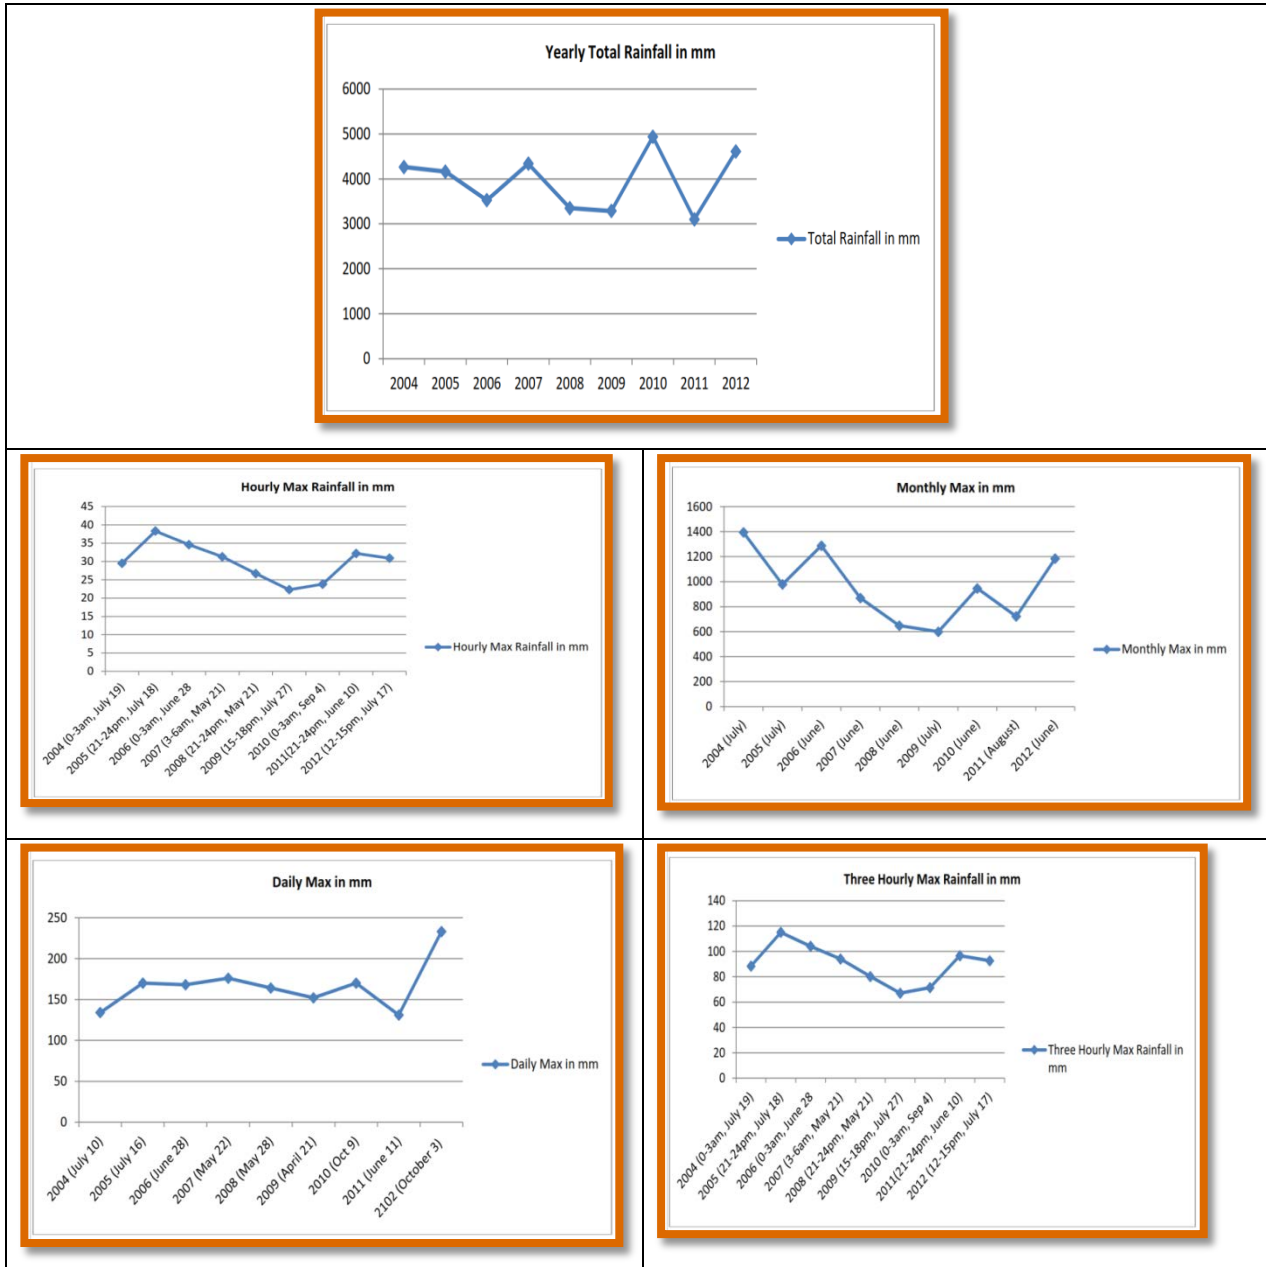 Yearly Total Rainfall in mm
6000
5000
4000
3000
2000
1000
0
2004 2005 2006 2007 2008 2009 2010 2011 2012
Total Rainfall in mm
Hourly Max Rainfall in mm
45
40
35
30
25
20
15
10
5
0
2004 (0-3am, July 19)
2005 (21-24pm, July 18)
2006 (0-3am, June 28
2007 (3-6am, May 21)
2008 (21-24pm, May 21)
2009 (15-18pm, July 27)
2010 (0-3am, Sep 4)
2011(21-24pm, June 10)
2012 (12-15pm, July 17)
Hourly Max Rainfall in mm
Monthly Max in mm
1600
1400
1200
1000
800
600
400
200
0
2004 (July)
2005 (July)
2006 (June)
2007 (June)
2008 (June)
2009 (July)
2010 (June)
2011 (August)
2012 (June)
Monthly Max in mm
Daily Max in mm
250
200
150
100
50
0
2004 (July 10)
2005 (July 16)
2006 (June 28)
2007 (May 22)
2008 (May 28)
2009 (April 21)
2010 (Oct 9)
2011 (June 11)
2102 (October 3)
Daily Max in mm
Three Hourly Max Rainfall in mm
140
120
100
80
60
40
20
0
2004 (0-3am, July 19)
2005 (21-24pm, July 18)
2006 (0-3am, June 28
2007 (3-6am, May 21)
2008 (21-24pm, May 21)
2009 (15-18pm, July 27)
2010 (0-3am, Sep 4)
2011(21-24pm, June 10)
2012 (12-15pm, July 17)
Three Hourly Max Rainfall in
mm